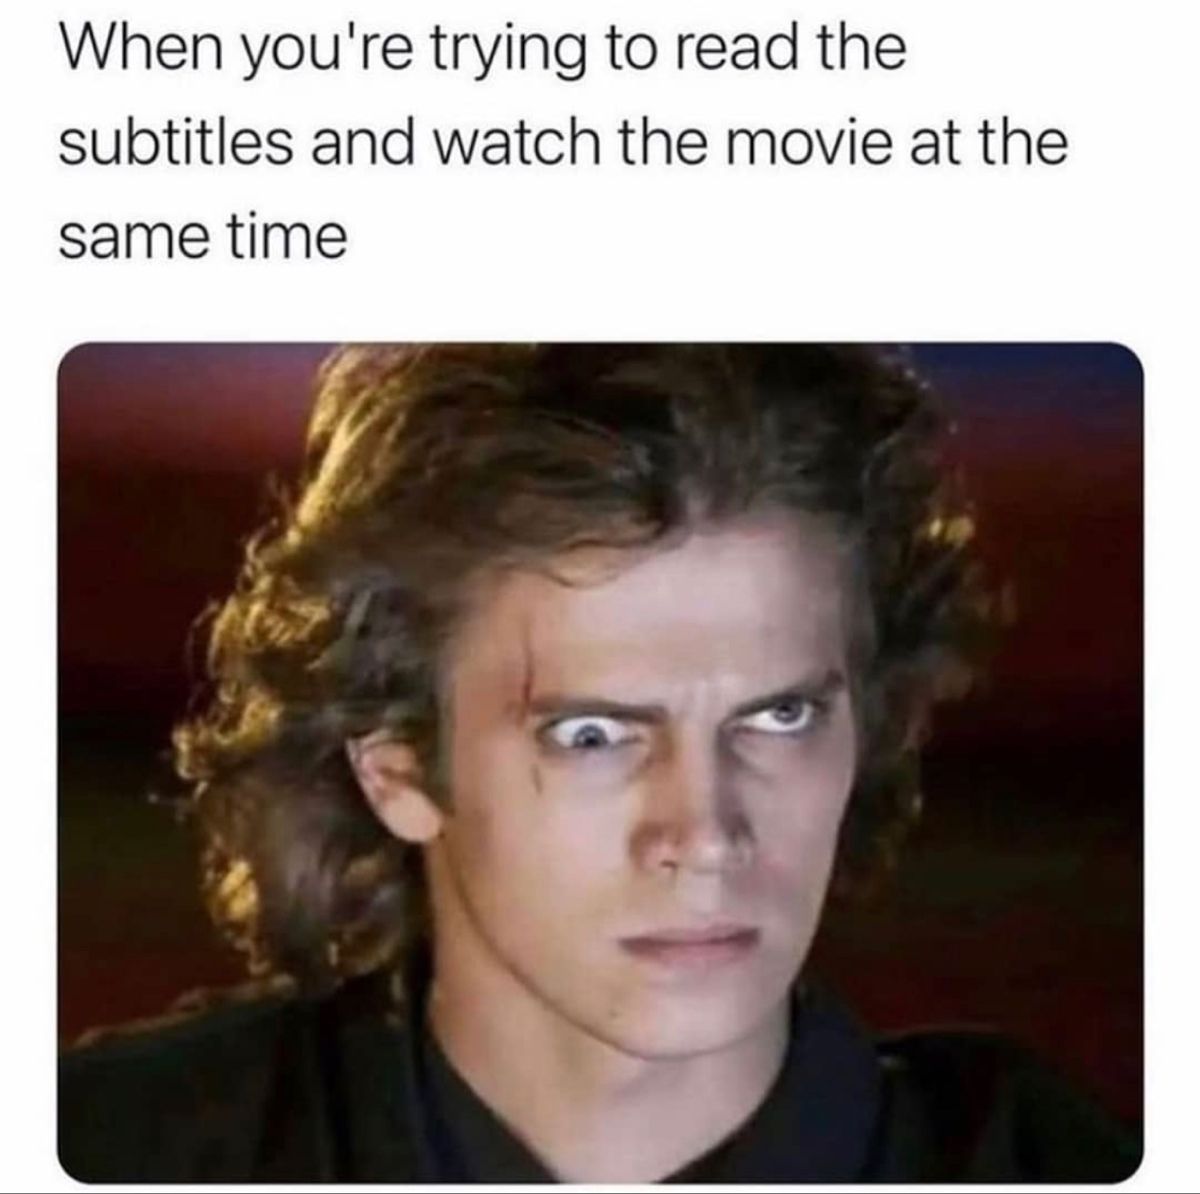 When you're trying to read the
subtitles and watch the movie at the
same time